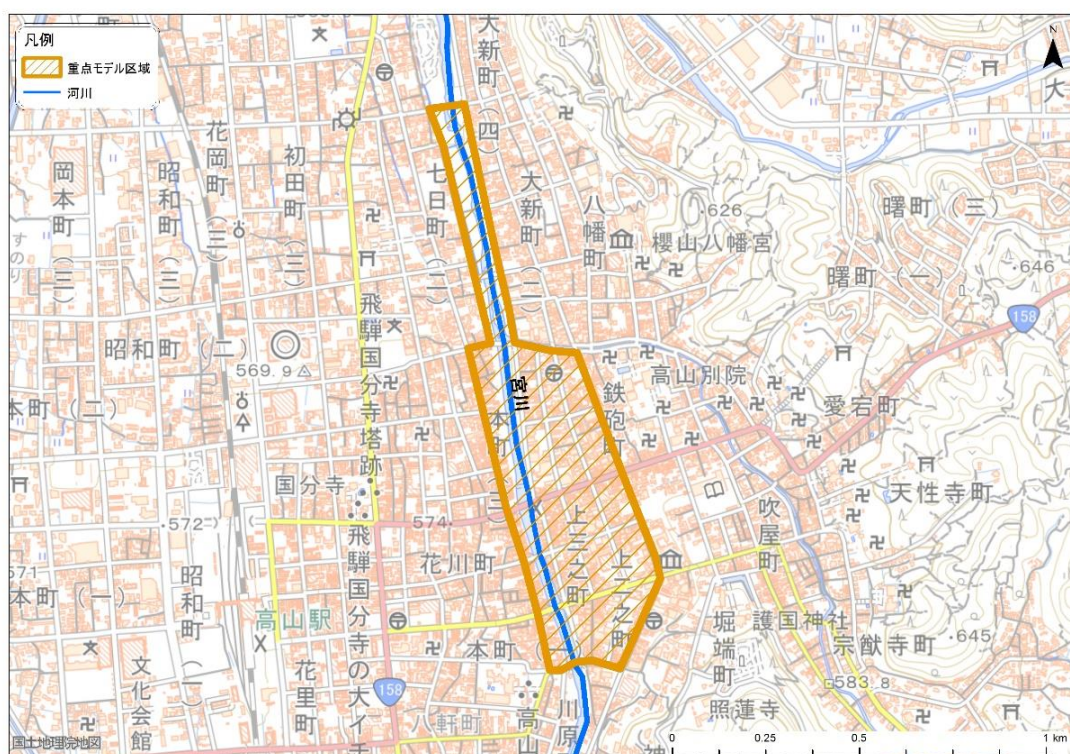 凡例
重点モデル区域
河川
N
大新町(四)
大
花岡町(三)
初田町(三)
岡本町(三)
昭和町(三)
七日町(二)
大新町(二)
八幡町
626
櫻山八幡宮
曙町(三)
曙町(一)
646
158
昭和町(二)
569.9
飛騨国分寺塔跡
宮川
本町(三)
鉄砲町
高山別院
愛宕町
本町(二)
国分寺
572
574
天性寺町
吹屋町
上三之町
上一之町
571
本町(一)
昭和町(一)
花川町
高山駅
飛騨国分寺の大イチ
本町
堀端町
護国神社
宗猷寺町
645
583.8
文化会館
花里町
158
八軒町
高山
川原
照蓮寺
神
国土地理院地図
0 0.25 0.5 1 km